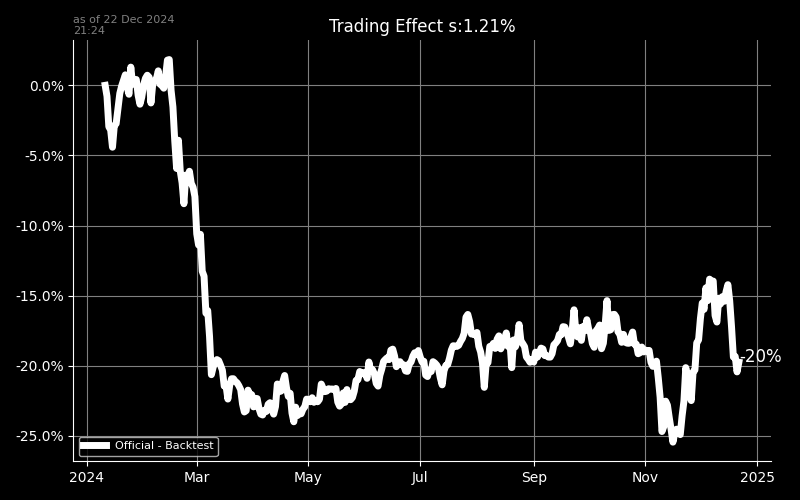 as of 22 Dec 2024
21:24
Trading Effect s:1.21%
0.0%
-5.0%
-10.0%
-15.0%
-20.0%
-25.0%
-20%
Official - Backtest
2024 Mar May Jul Sep Nov 2025